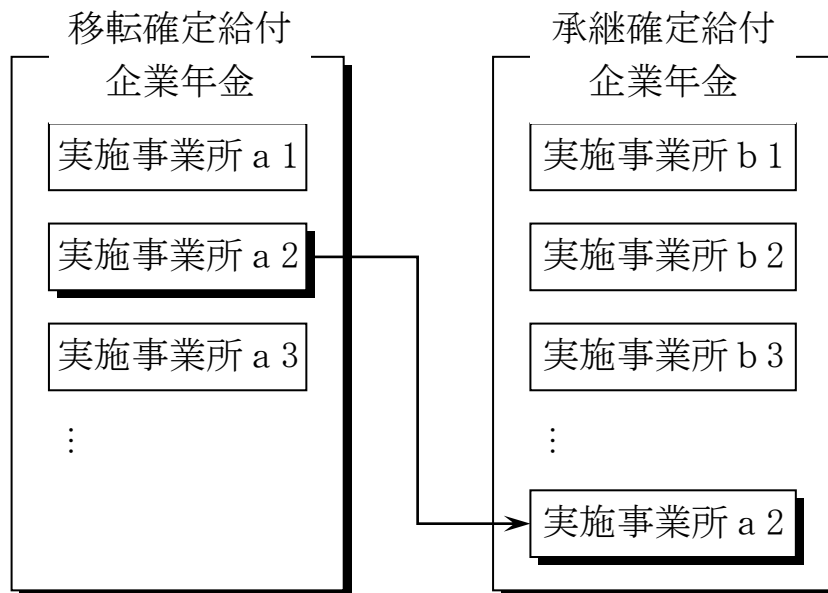 移転確定給付
企業年金
実施事業所a1
実施事業所a2
実施事業所a3
⋮
承継確定給付
企業年金
実施事業所b1
実施事業所b2
実施事業所b3
⋮
実施事業所a2